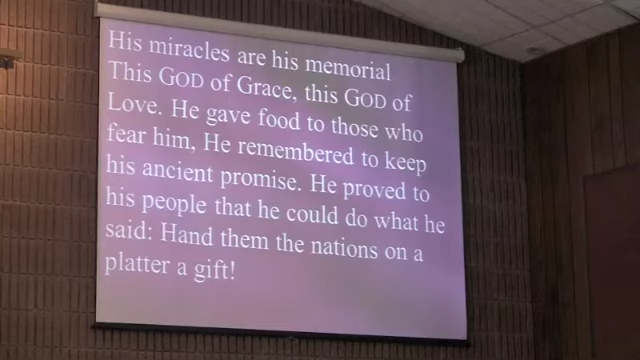 His miracles are his memorial
This GOD of Grace, this GOD of
Love. He gave food to those who
fear him, He remembered to keep
his ancient promise. He proved to
his people that he could do what he
said: Hand them the nations on a
platter a gift!